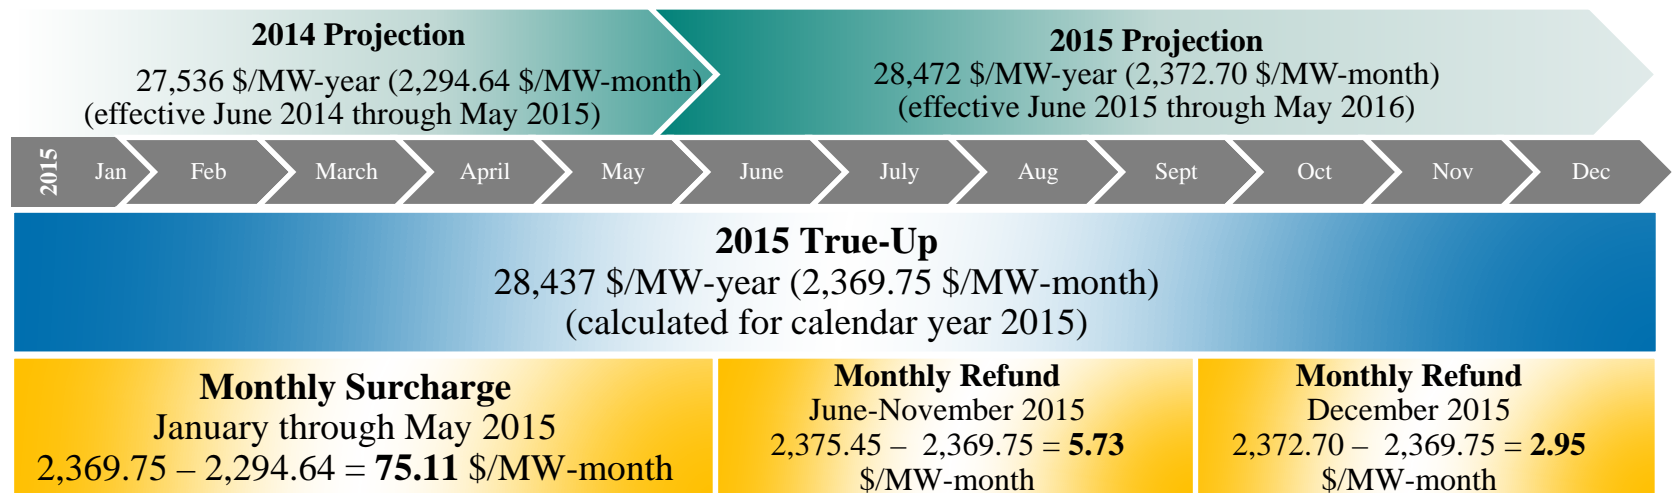 2014 Projection
27,536 $/MW-year (2,294.64 $/MW-month)
(effective June 2014 through May 2015)
2015 Projection
28,472 $/MW-year (2,372.70 $/MW-month)
(effective June 2015 through May 2016)
2015
Jan
Feb
March
April
May
June
July
Aug
Sept
Oct
Nov
Dec
2015 True-Up
28,437 $/MW-year (2,369.75 $/MW-month)
(calculated for calendar year 2015)
Monthly Surcharge
January through May 2015
2,369.75 – 2,294.64 = 75.11 $/MW-month
Monthly Refund
June-November 2015
2,375.45 – 2,369.75 = 5.73
$/MW-month
Monthly Refund
December 2015
2,372.70 – 2,369.75 = 2.95
$/MW-month